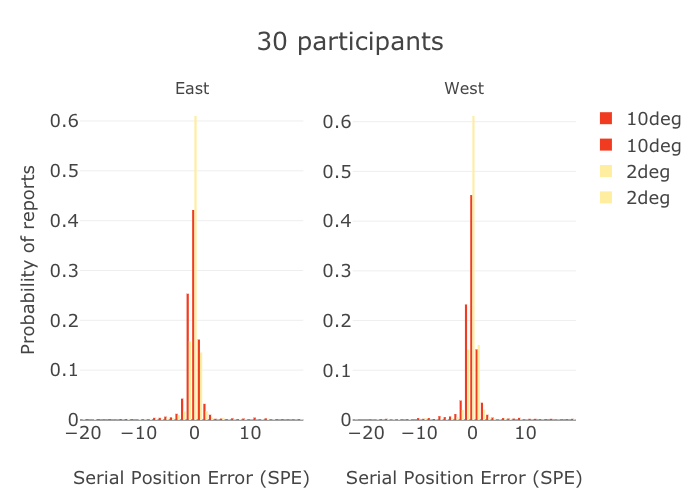 30 participants
East
West
10deg
10deg
2deg
2deg
Probability of reports
0.6
0.5
0.4
0.3
0.2
0.1
0
−20 −10 0 10
Serial Position Error (SPE)
0.6
0.5
0.4
0.3
0.2
0.1
0
−20 −10 0 10
Serial Position Error (SPE)